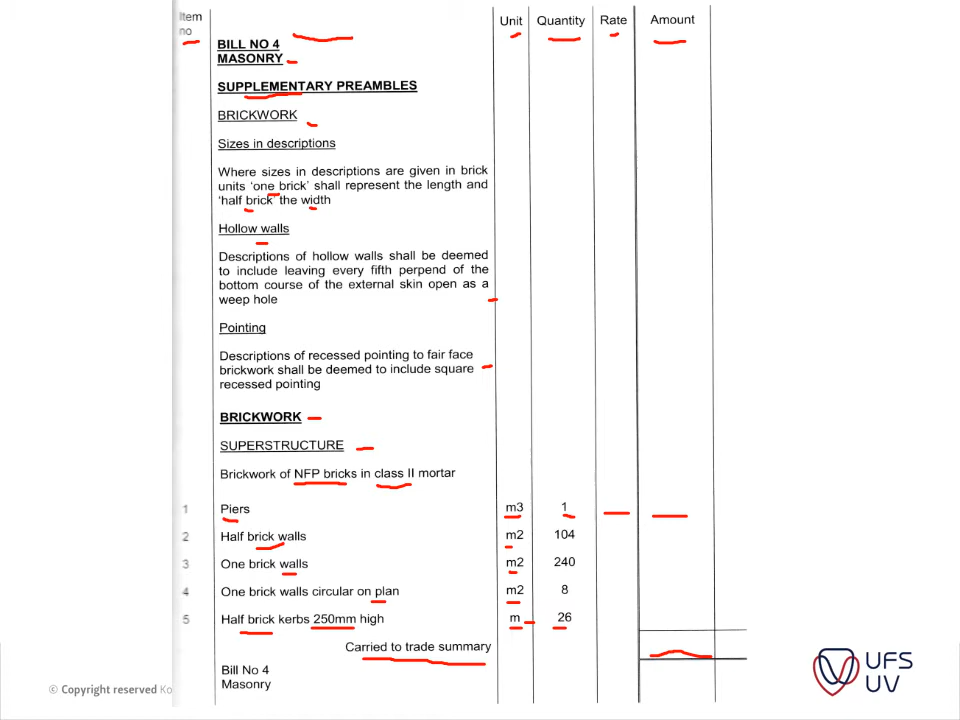 Item
no
Unit Quantity Rate Amount
BILL NO 4
MASONRY
SUPPLEMENTARY PREAMBLES
BRICKWORK
Sizes in descriptions
Where sizes in descriptions are given in brick
units 'one brick' shall represent the length and
'half brick' the width
Hollow walls
Descriptions of hollow walls shall be deemed
to include leaving every fifth perpend of the
bottom course of the external skin open as a
weep hole
Pointing
Descriptions of recessed pointing to fair face
brickwork shall be deemed to include square
recessed pointing
BRICKWORK
SUPERSTRUCTURE
Brickwork of NFP bricks in class II mortar
1 Piers m3 1
2 Half brick walls m2 104
3 One brick walls m2 240
4 One brick walls circular on plan m2 8
5 Half brick kerbs 250mm high m 26
Carried to trade summary
Bill No 4
Masonry
© Copyright reserved Ko
UFS
UV